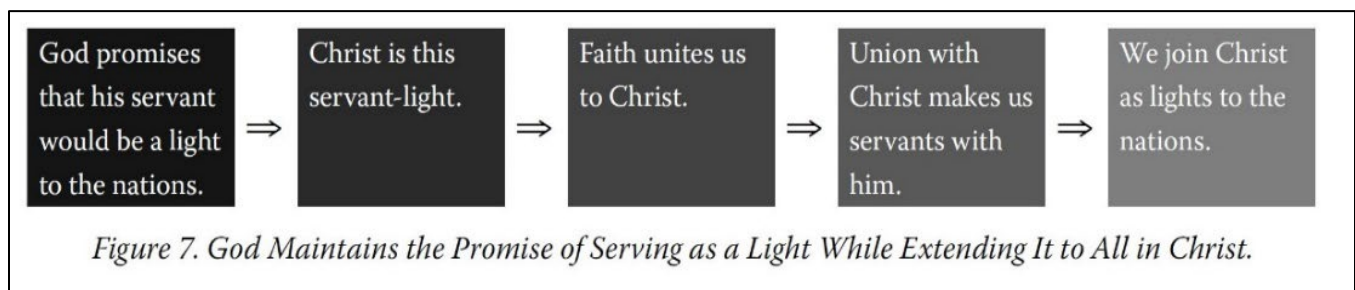 God promises
that his servant
would be a light
to the nations.
⇒
Christ is this
servant-light.
⇒
Faith unites us
to Christ.
⇒
Union with
Christ makes us
servants with
him.
⇒
We join Christ
as lights to the
nations.
Figure 7. God Maintains the Promise of Serving as a Light While Extending It to All in Christ.